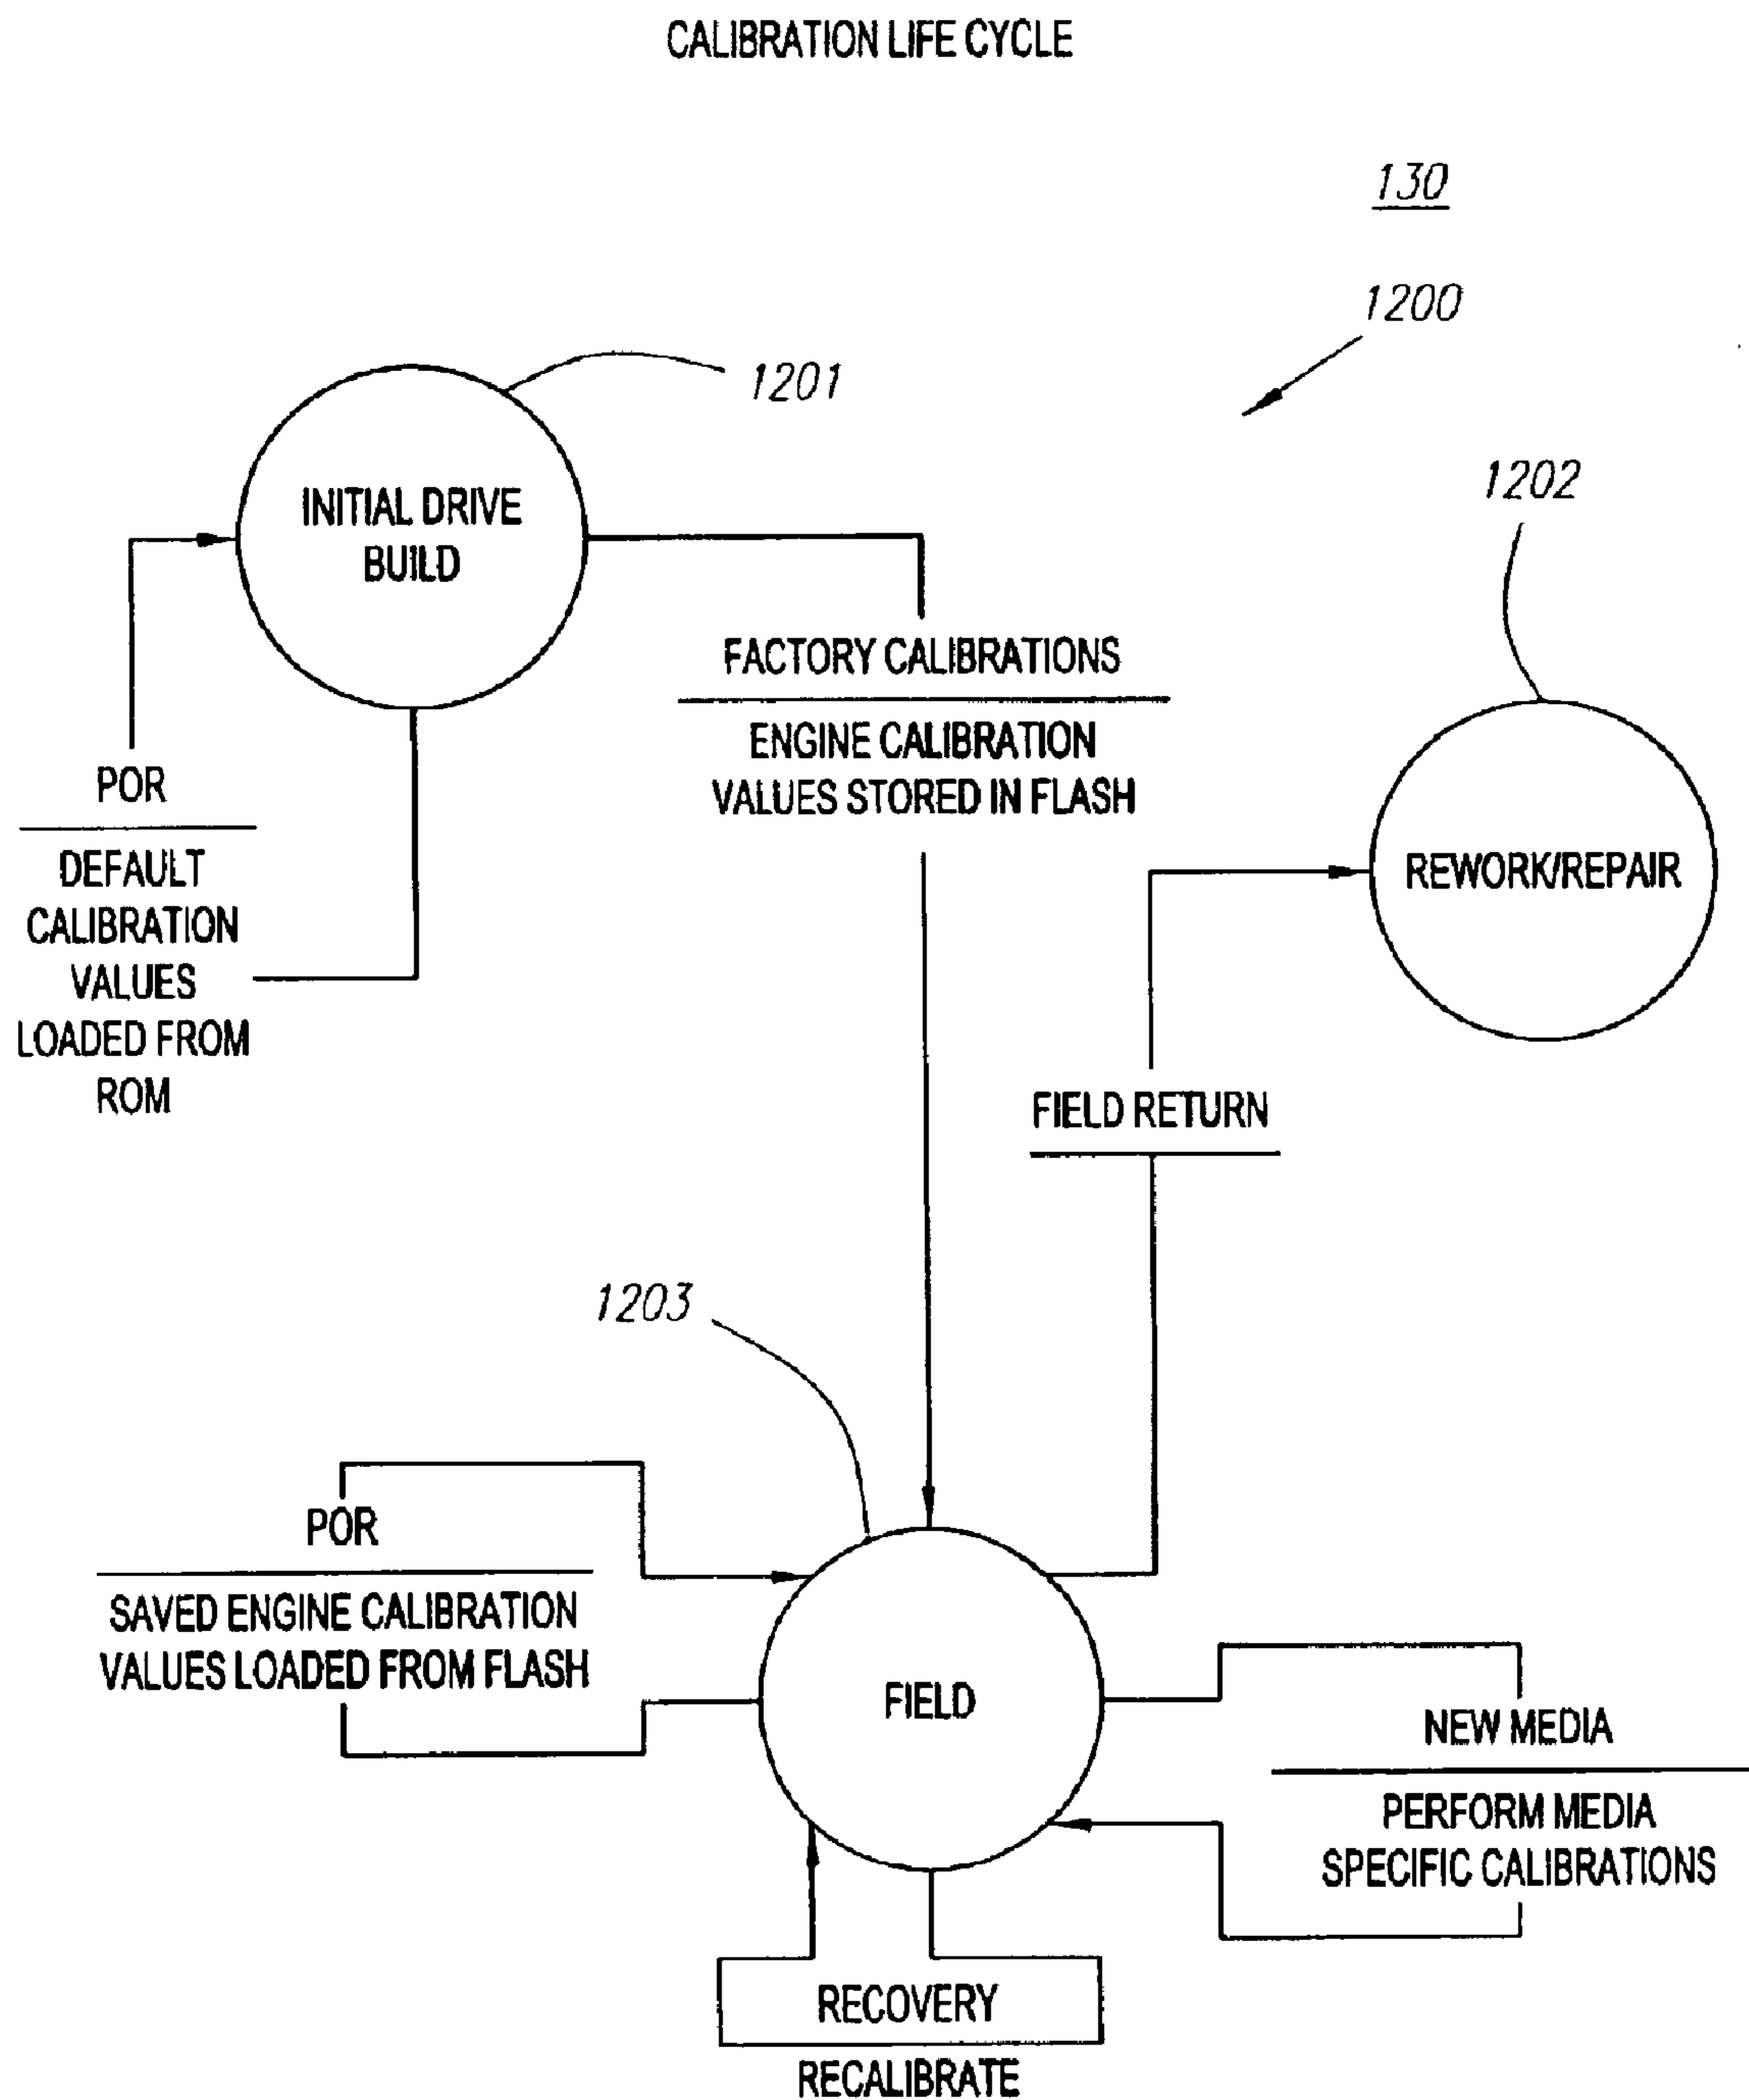 CALIBRATION LIFE CYCLE
130
1200
1201
INITIAL DRIVE
BUILD
1202
FACTORY CALIBRATIONS
ENGINE CALIBRATION
VALUES STORED IN FLASH
POR
DEFAULT
CALIBRATION
VALUES
LOADED FROM
ROM
REWORK/REPAIR
FIELD RETURN
1203
POR
SAVED ENGINE CALIBRATION
VALUES LOADED FROM FLASH
FIELD
NEW MEDIA
PERFORM MEDIA
SPECIFIC CALIBRATIONS
RECOVERY
RECALIBRATE